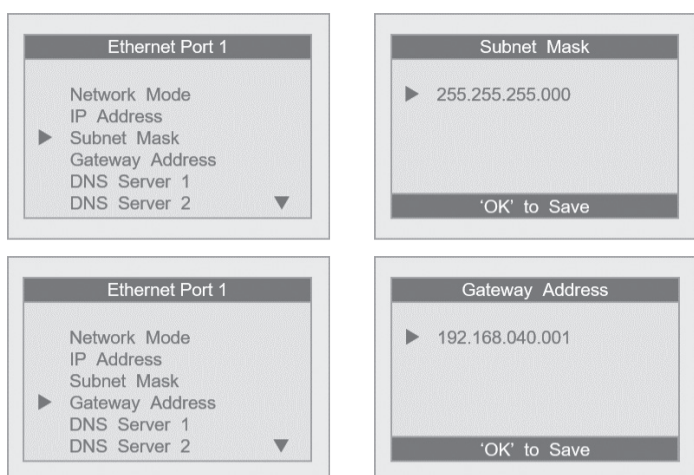 Ethernet Port 1
Network Mode
IP Address
Subnet Mask
Gateway Address
DNS Server 1
DNS Server 2
Subnet Mask
255.255.255.000
'OK' to Save
Ethernet Port 1
Network Mode
IP Address
Subnet Mask
Gateway Address
DNS Server 1
DNS Server 2
Gateway Address
192.168.040.001
'OK' to Save